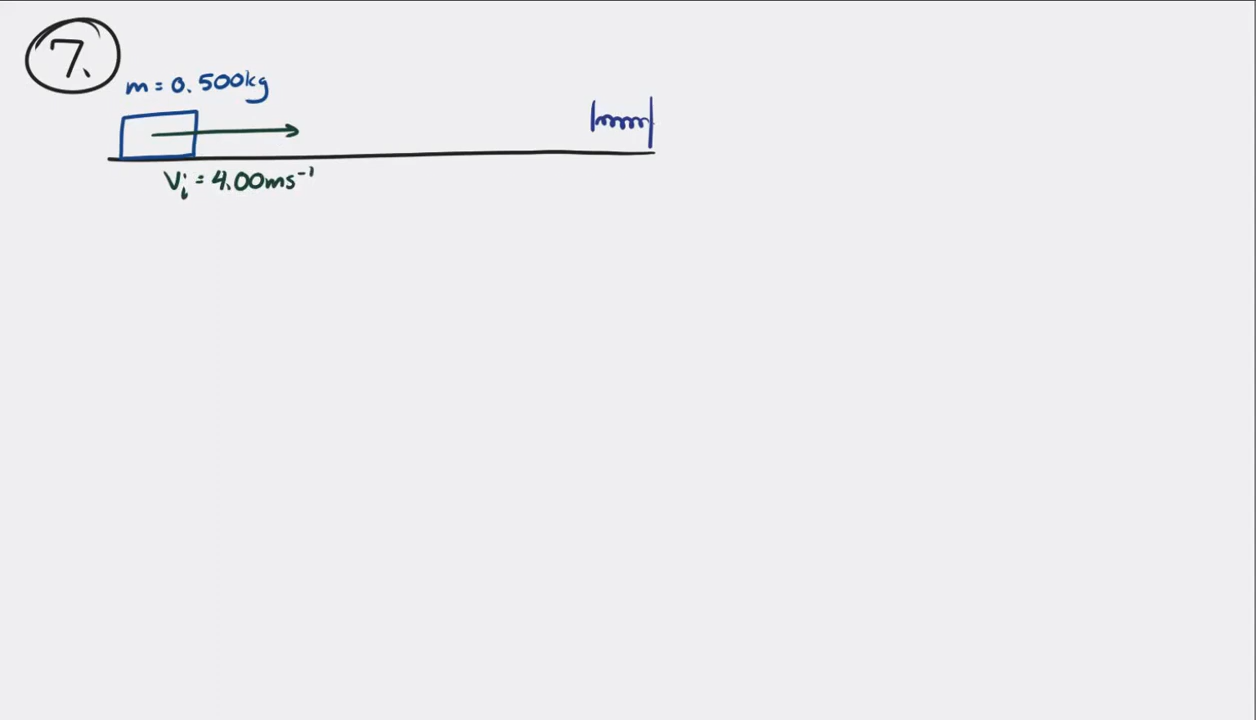 7.
m = 0.500kg
Vi = 4.00ms⁻¹